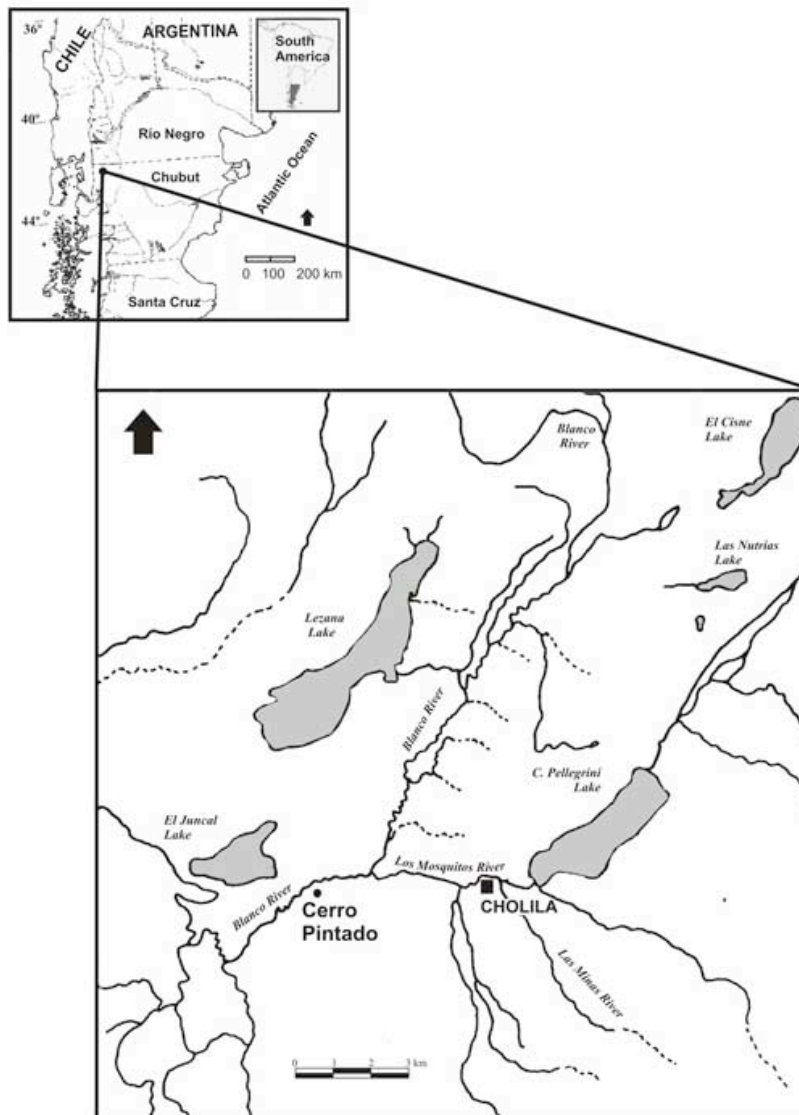 36°
CHILE
ARGENTINA
South
America
40°
Río Negro
Chubut
Atlantic Ocean
44°
0 100 200 km
Santa Cruz
Blanco
River
El Cisne
Lake
Las Nutrias
Lake
Lezana
Lake
Blanco River
C. Pellegrini
Lake
El Juncal
Lake
Los Mosquitos River
Blanco River
Cerro
Pintado
CHOLILA
Las Minas River
0 1 2 3 km